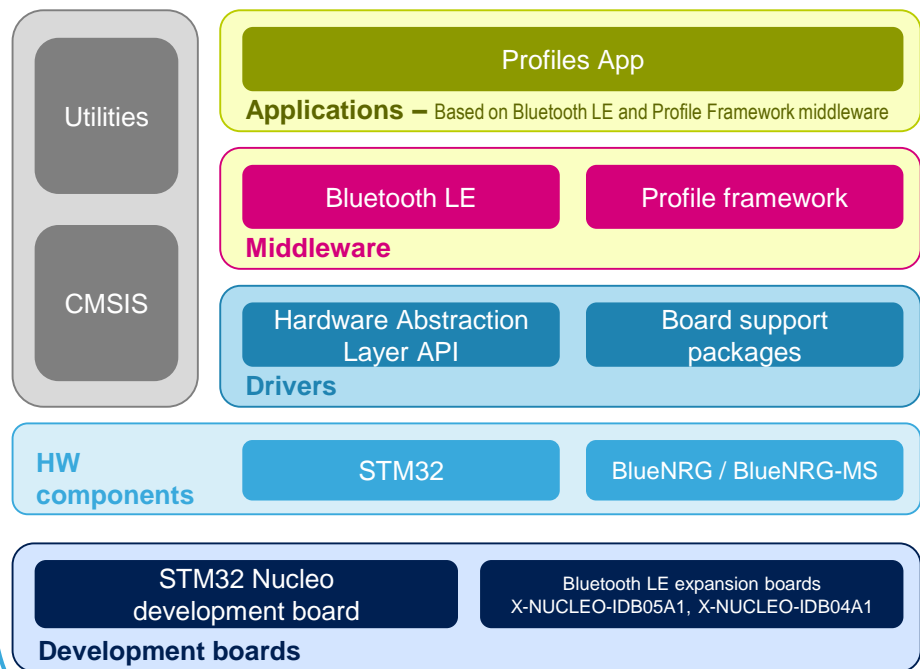 Utilities
CMSIS
Profiles App
Applications – Based on Bluetooth LE and Profile Framework middleware
Bluetooth LE
Profile framework
Middleware
Hardware Abstraction
Layer API
Board support
packages
Drivers
HW
components
STM32
BlueNRG / BlueNRG-MS
STM32 Nucleo
development board
Bluetooth LE expansion boards
X-NUCLEO-IDB05A1, X-NUCLEO-IDB04A1
Development boards